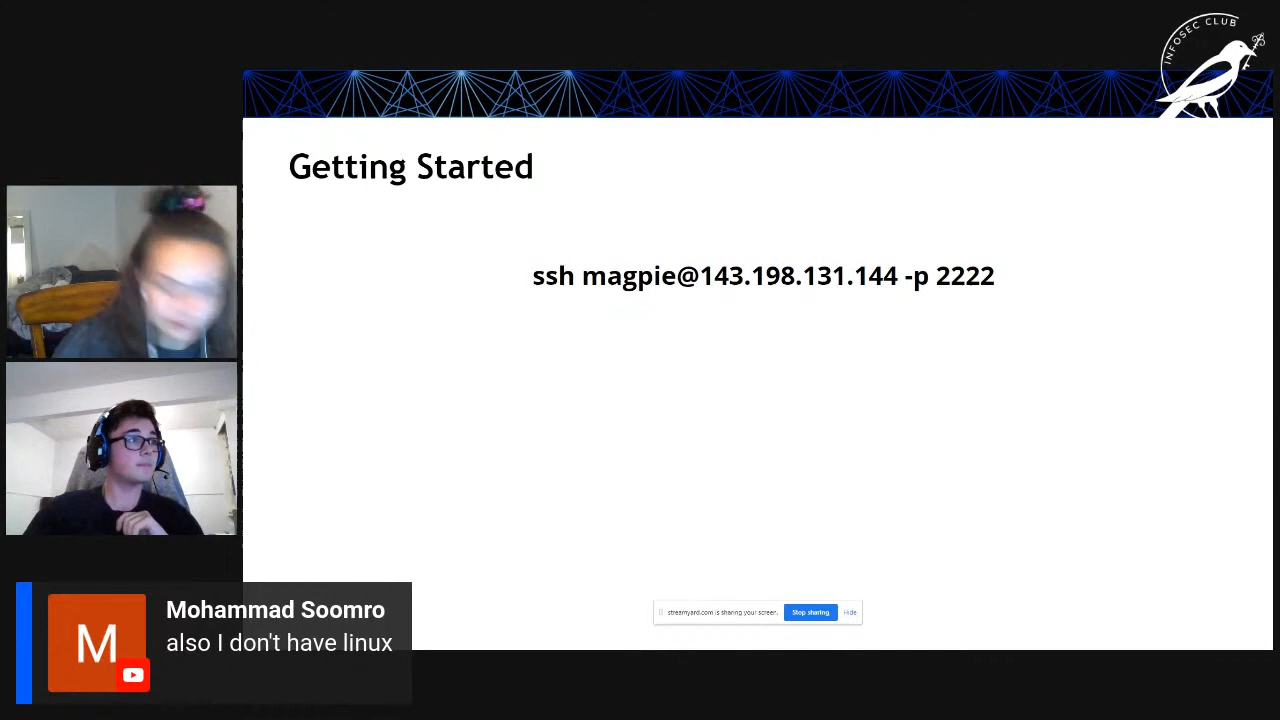 INFOSEC CLUB
Getting Started
ssh magpie@143.198.131.144 -p 2222
streamyard.com is sharing your screen.
Stop sharing
Hide
M
Mohammad Soomro
also I don't have linux